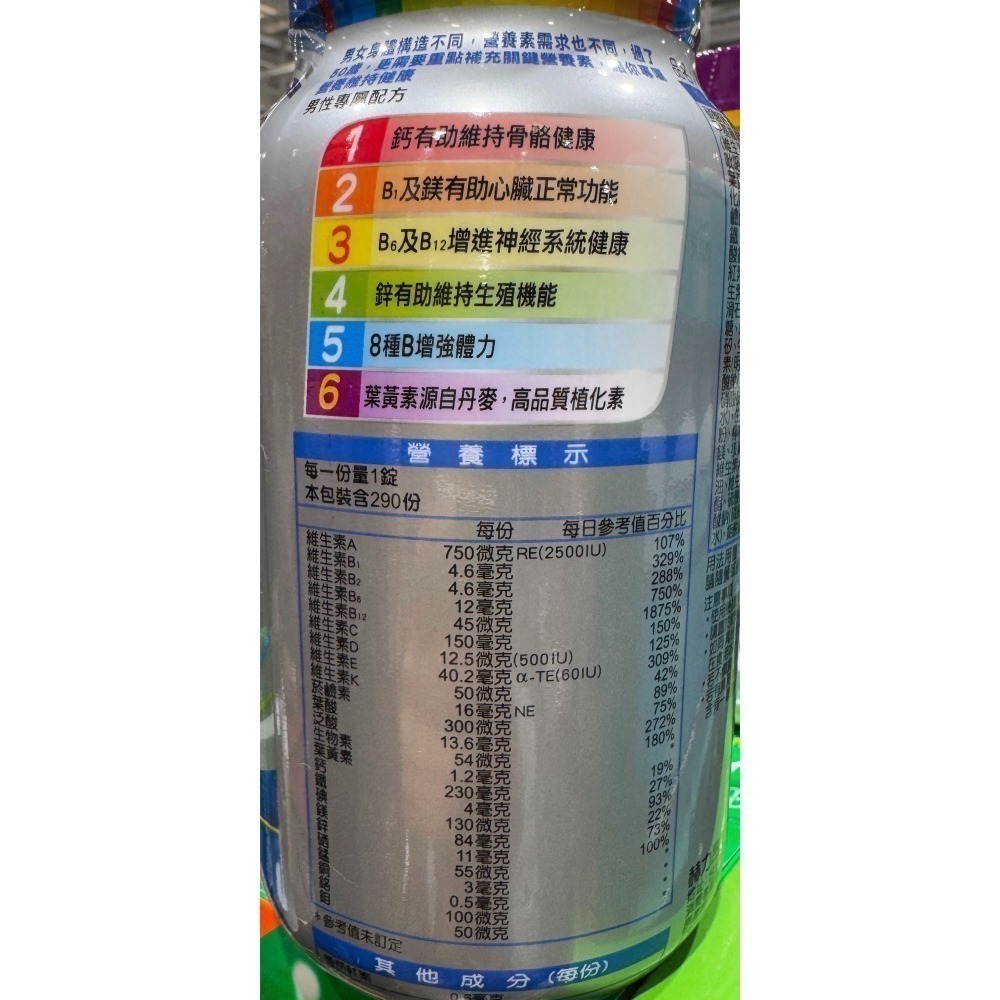 男女身體構造不同，營養素需求也不同，過了
50歲，更需要重點補充關鍵營養素，
營養維持健康
男性專屬配方
1 鈣有助維持骨骼健康
2 B1及鎂有助心臟正常功能
3 B6及B12增進神經系統健康
4 鋅有助維持生殖機能
5 8種B增強體力
6 葉黃素源自丹麥，高品質植化素
營養標示
每一份量1錠
本包裝含290份
每份 每日參考值百分比
維生素A 750微克 RE(2500IU) 107%
維生素B1 4.6毫克 329%
維生素B2 4.6毫克 288%
維生素B6 12毫克 750%
維生素B12 45微克 1875%
維生素C 150毫克 150%
維生素D 12.5微克(500IU) 125%
維生素E 40.2毫克 α-TE(60IU) 309%
維生素K 50微克 42%
菸鹼素 16毫克 NE 89%
葉酸 300微克 75%
泛酸 13.6毫克 272%
生物素 54微克 180%
葉黃素 1.2毫克 *
鈣 230毫克 19%
鐵 4毫克 27%
碘 130微克 93%
鎂 84毫克 22%
鋅 11毫克 73%
硒 55微克 100%
錳 3毫克 *
銅 0.5毫克 *
鉻 100微克 *
鉬 50微克 *
*參考值未訂定
其他成分(每份)